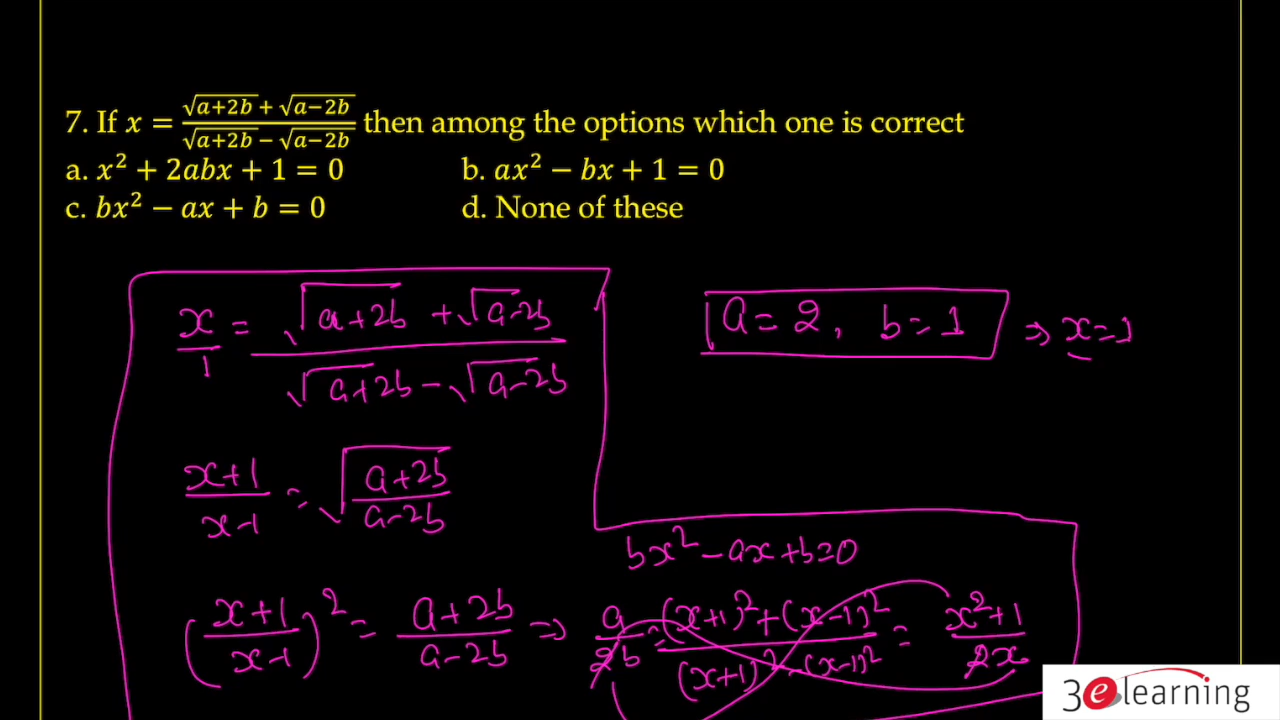 7. If x = (√(a+2b) + √(a−2b))/(√(a+2b) − √(a−2b)) then among the options which one is correct
a. x² + 2abx + 1 = 0 b. ax² − bx + 1 = 0
c. bx² − ax + b = 0 d. None of these
x/1 = (√(a+2b) + √(a-2b))/(√(a+2b) − √(a-2b))
a = 2, b = 1 ⇒ x = 1
(x+1)/(x-1) = √((a+2b)/(a-2b))
bx² − ax + b = 0
((x+1)/(x-1))² = (a+2b)/(a-2b) ⇒ a/2b = ((x+1)² + (x-1)²)/((x+1)² - (x-1)²) = (x²+1)/2x
3elearning